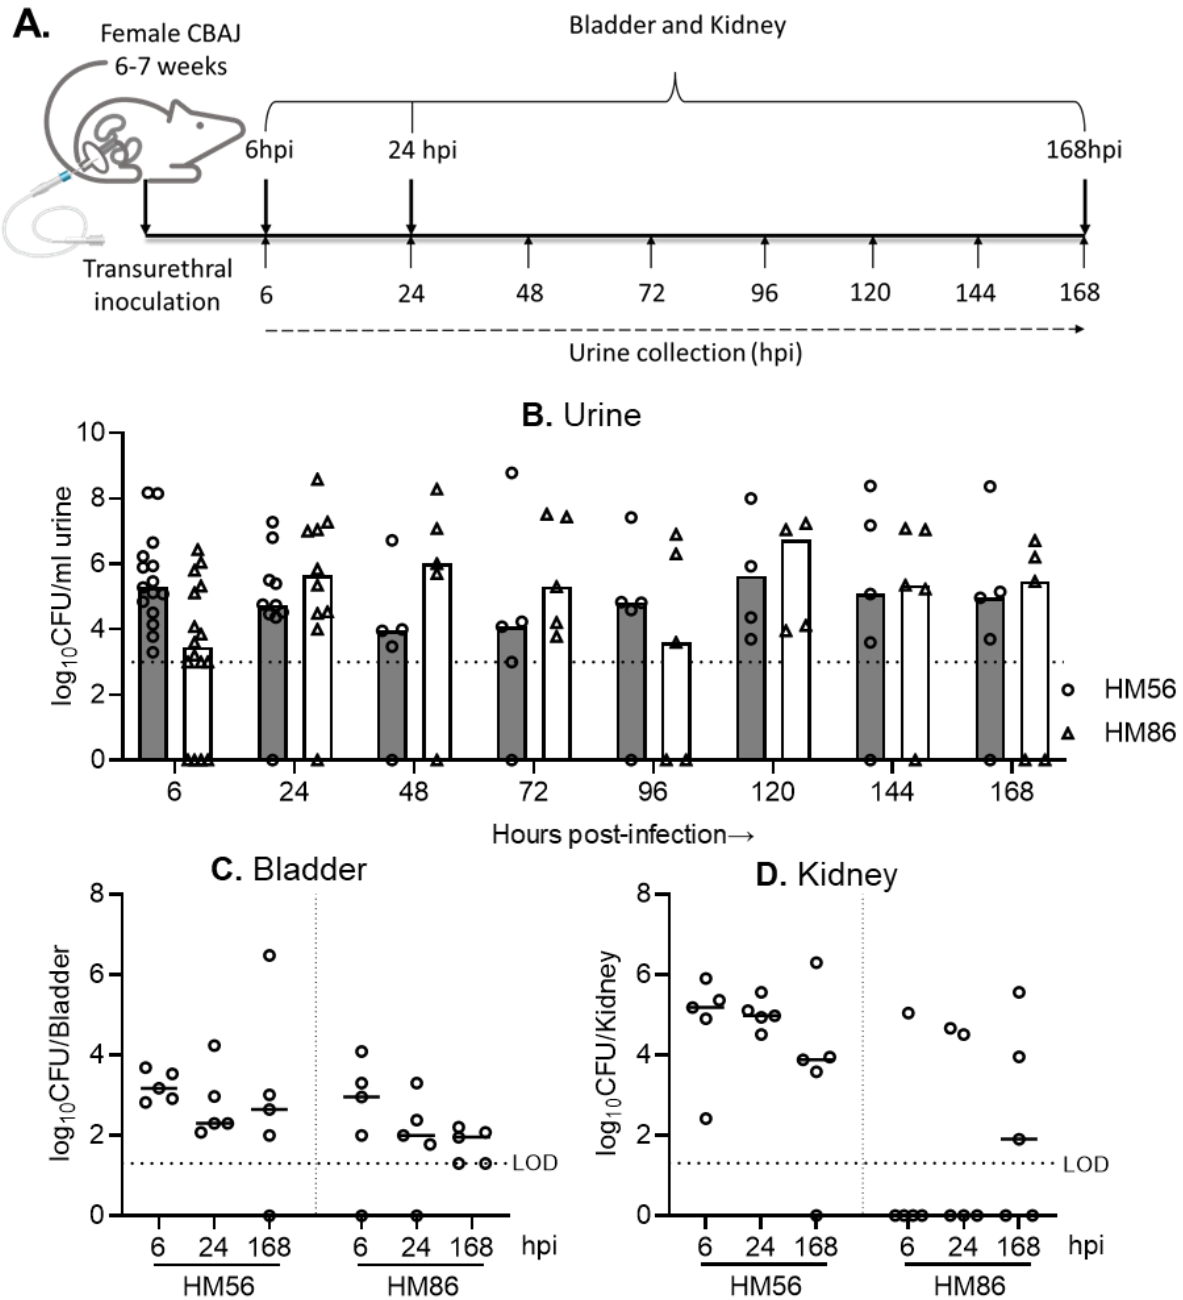 A.
Female CBAJ
6-7 weeks
Bladder and Kidney
6hpi
24 hpi
168hpi
Transurethral
inoculation
6 24 48 72 96 120 144 168
Urine collection (hpi)
B. Urine
log10CFU/ml urine
10
8
6
4
2
0
6 24 48 72 96 120 144 168
Hours post-infection→
HM56
HM86
C. Bladder
log10CFU/Bladder
8
6
4
2
0
LOD
6 24 168 6 24 168 hpi
HM56 HM86
D. Kidney
log10CFU/Kidney
8
6
4
2
0
LOD
6 24 168 6 24 168 hpi
HM56 HM86